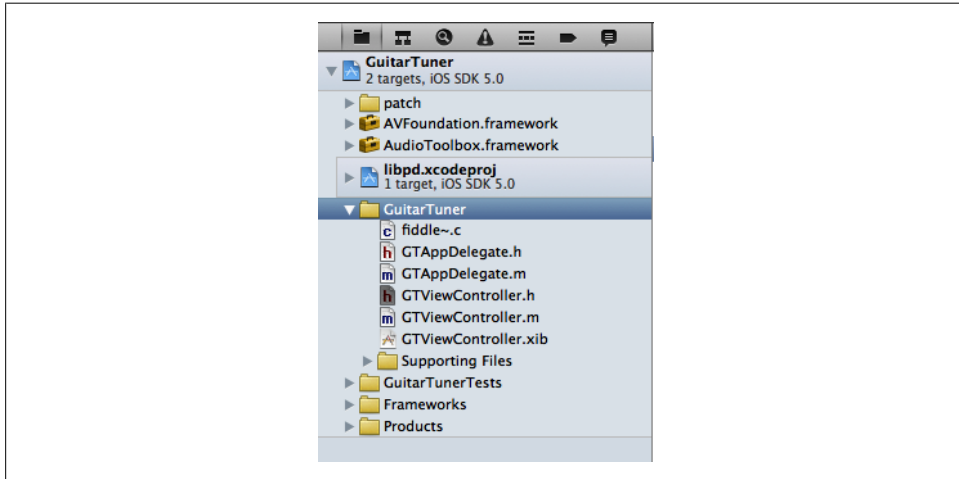 GuitarTuner
2 targets, iOS SDK 5.0
patch
AVFoundation.framework
AudioToolbox.framework
libpd.xcodeproj
1 target, iOS SDK 5.0
GuitarTuner
c fiddle~.c
h GTAppDelegate.h
m GTAppDelegate.m
h GTViewController.h
m GTViewController.m
GTViewController.xib
Supporting Files
GuitarTunerTests
Frameworks
Products